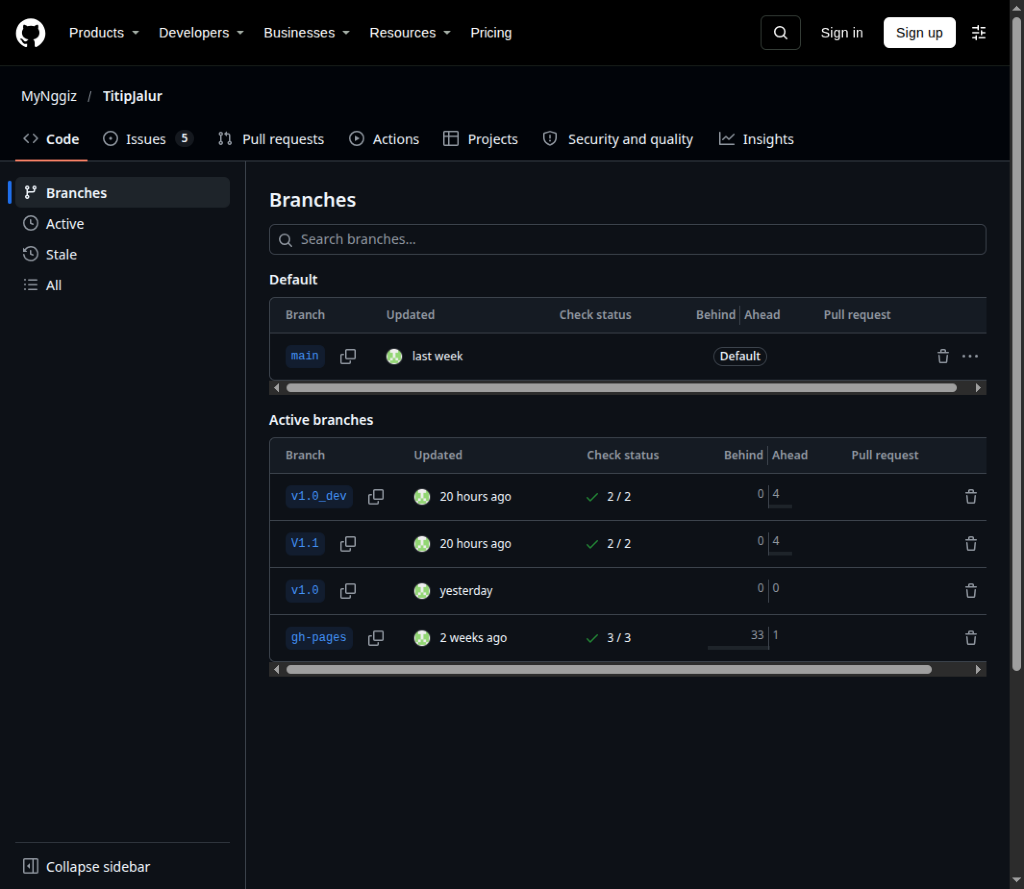 Products Developers Businesses Resources Pricing Sign in Sign up
MyNggiz / TitipJalur
Code Issues 5 Pull requests Actions Projects Security and quality Insights
Branches
Active
Stale
All
Branches
Search branches...
Default
Branch Updated Check status Behind Ahead Pull request
main last week Default
Active branches
Branch Updated Check status Behind Ahead Pull request
v1.0_dev 20 hours ago 2 / 2 0 4
V1.1 20 hours ago 2 / 2 0 4
v1.0 yesterday 0 0
gh-pages 2 weeks ago 3 / 3 33 1
Collapse sidebar